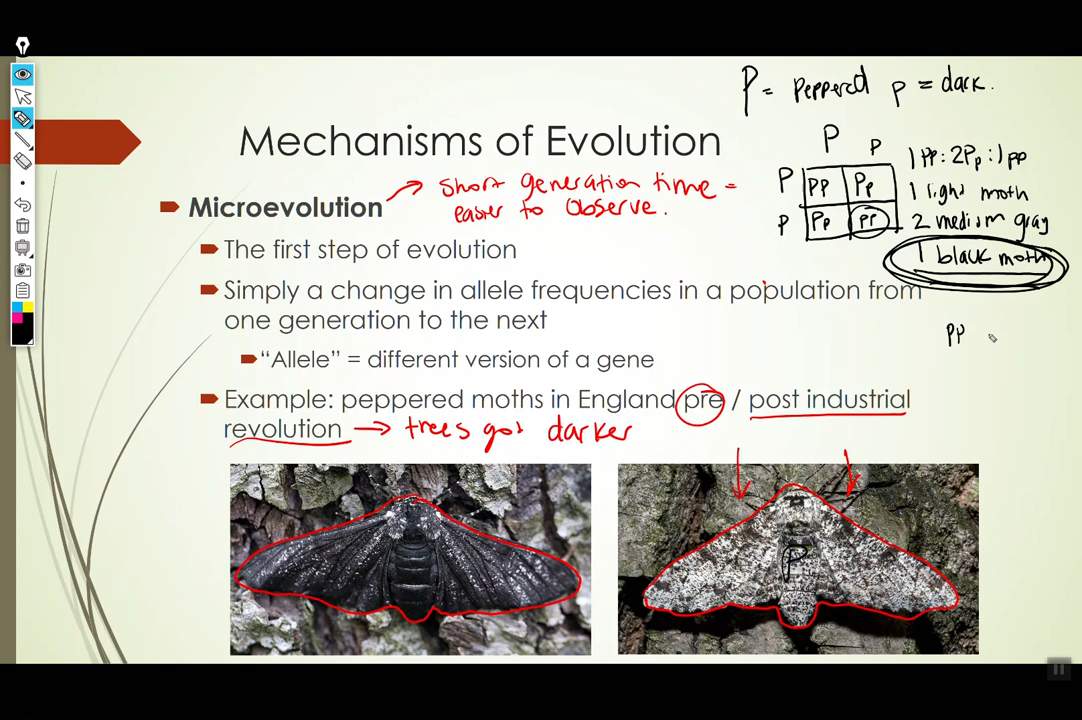 P = Peppered p = dark.
Mechanisms of Evolution
P p
P PP Pp
p Pp pp
1 PP : 2Pp : 1 pp
1 light moth
2 medium gray
1 black moth
Microevolution → Short generation time =
easier to observe.
The first step of evolution
Simply a change in allele frequencies in a population from
one generation to the next
PP
"Allele" = different version of a gene
Example: peppered moths in England pre / post industrial
revolution → trees got darker
P